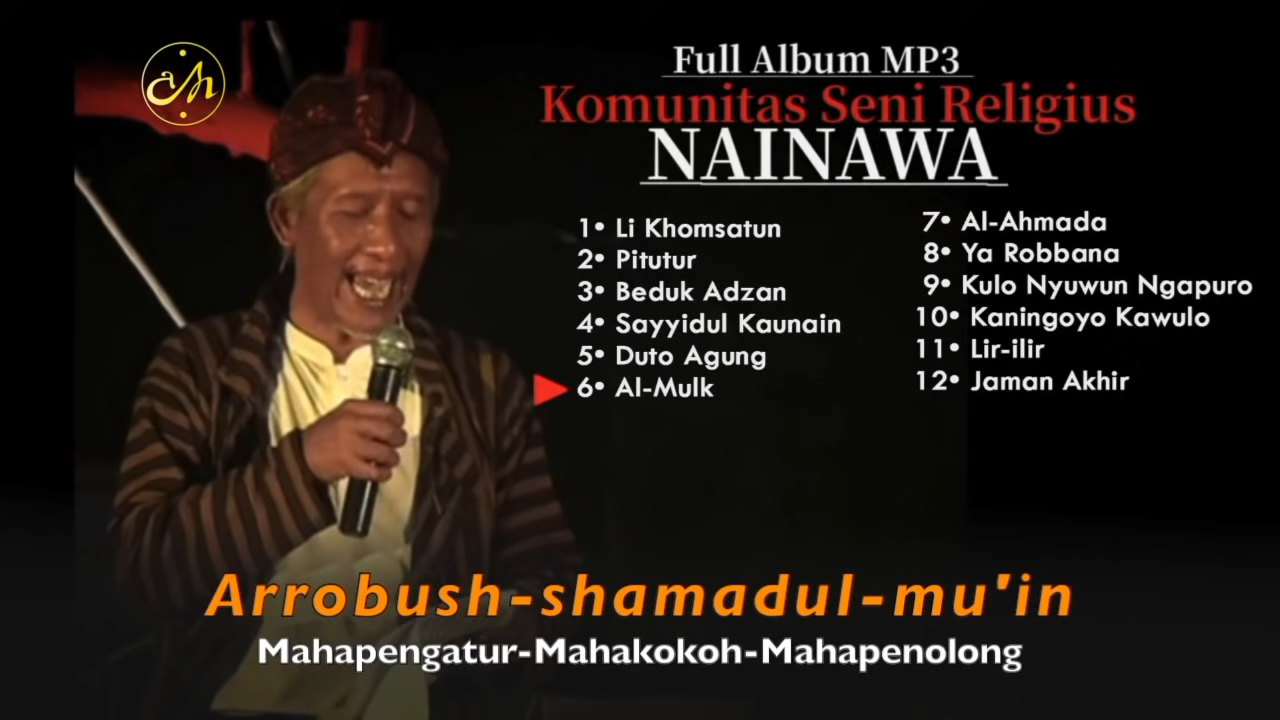 aM
Full Album MP3
Komunitas Seni Religius
NAINAWA
1• Li Khomsatun
2• Pitutur
3• Beduk Adzan
4• Sayyidul Kaunain
5• Duto Agung
6• Al-Mulk
7• Al-Ahmada
8• Ya Robbana
9• Kulo Nyuwun Ngapuro
10• Kaningoyo Kawulo
11• Lir-ilir
12• Jaman Akhir
Arrobush-shamadul-mu'in
Mahapengatur-Mahakokoh-Mahapenolong